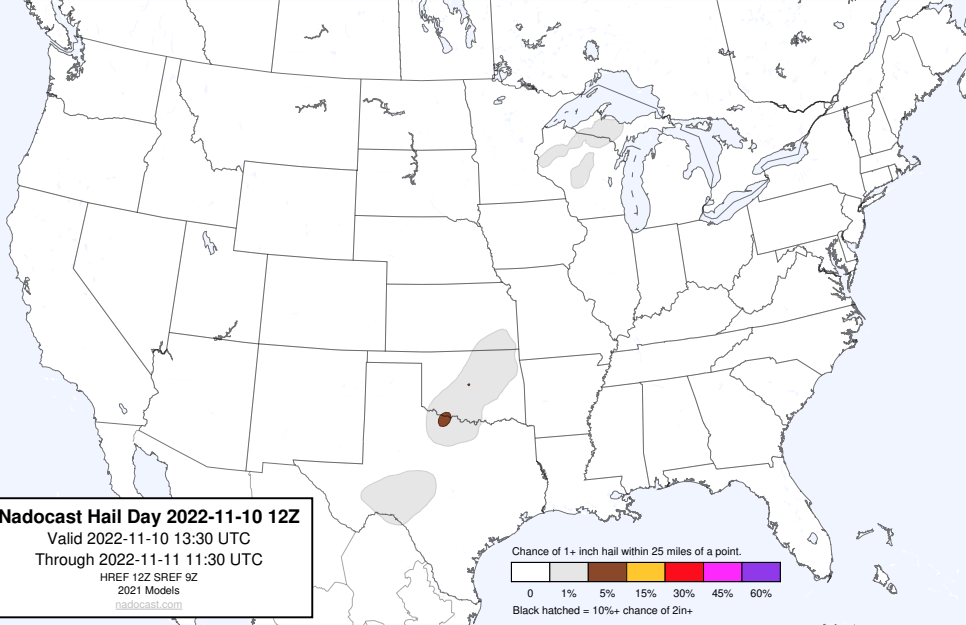 Nadocast Hail Day 2022-11-10 12Z
Valid 2022-11-10 13:30 UTC
Through 2022-11-11 11:30 UTC
HREF 12Z SREF 9Z
2021 Models
nadocast.com
Chance of 1+ inch hail within 25 miles of a point.
0 1% 5% 15% 30% 45% 60%
Black hatched = 10%+ chance of 2in+